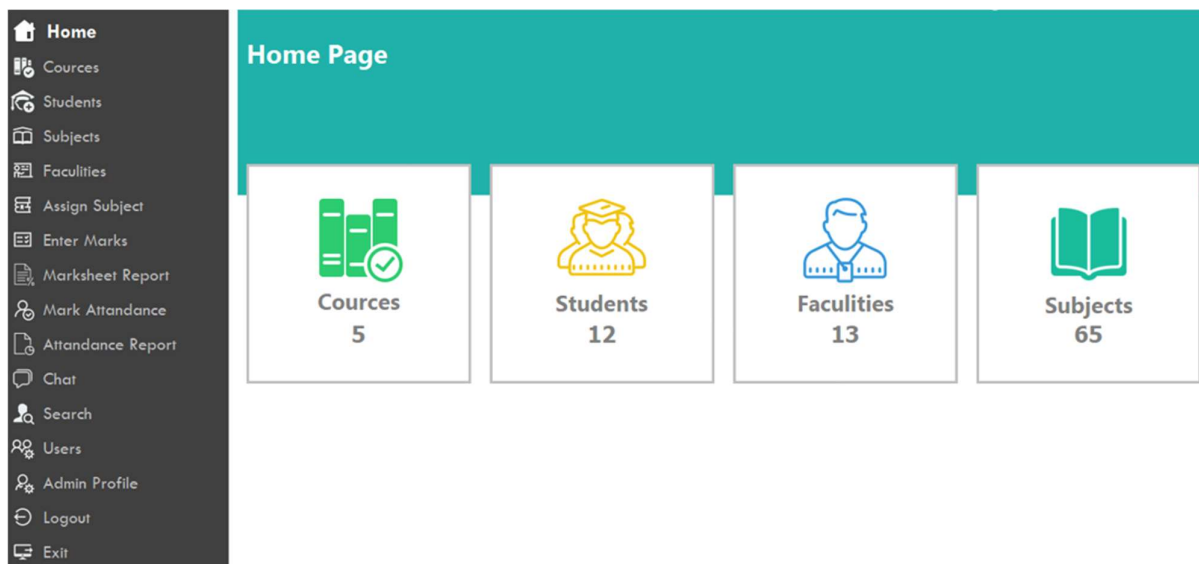 Home
Cources
Students
Subjects
Faculities
Assign Subject
Enter Marks
Marksheet Report
Mark Attandance
Attandance Report
Chat
Search
Users
Admin Profile
Logout
Exit
Home Page
Cources
5
Students
12
Faculities
13
Subjects
65